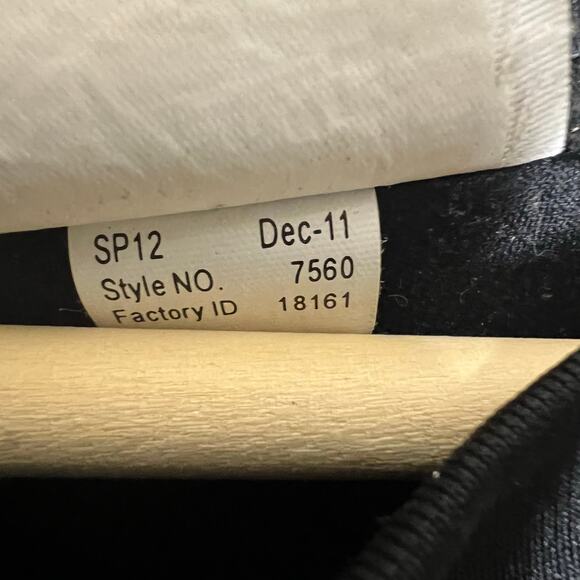 SP12 Dec-11
Style NO. 7560
Factory ID 18161